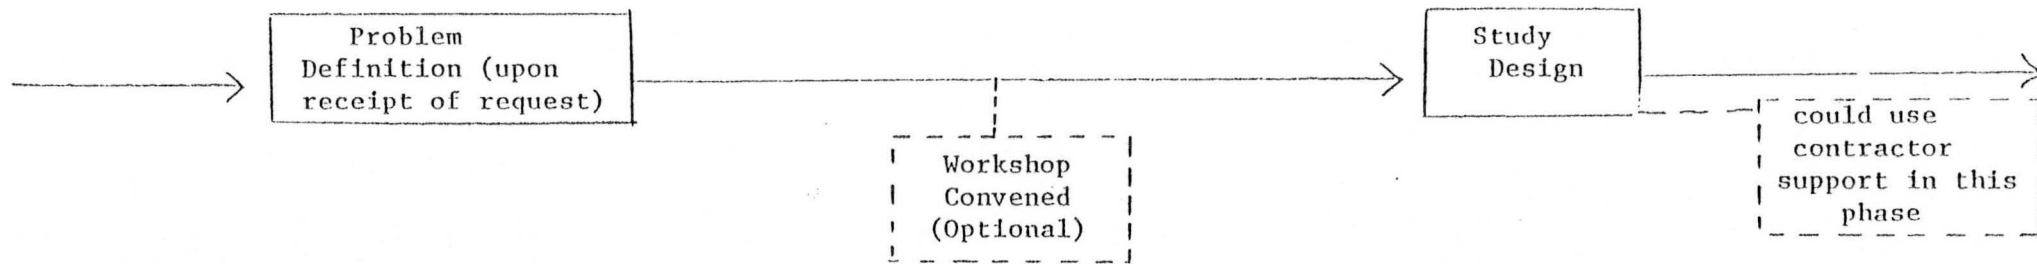 Problem
Definition (upon
receipt of request)
Workshop
Convened
(Optional)
Study
Design
could use
contractor
support in this
phase